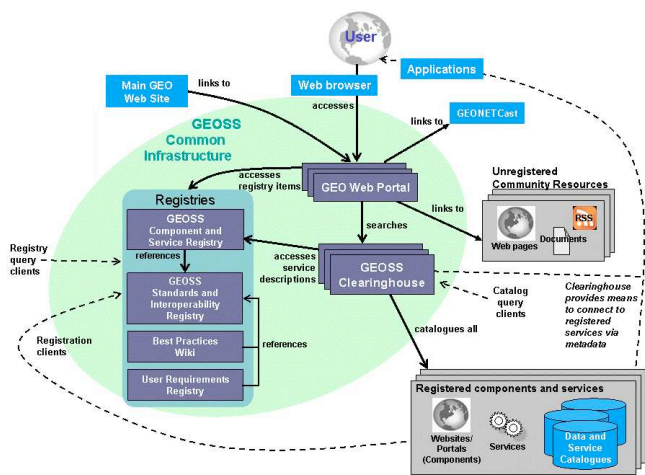 User
Main GEO
Web Site
links to
Web browser
Applications
accesses
links to
GEONETCast
GEOSS
Common
Infrastructure
accesses
registry items
GEO Web Portal
Unregistered
Community Resources
RSS
Web pages
Documents
links to
Registries
GEOSS
Component and
Service Registry
searches
Registry
query
clients
references
accesses
service
descriptions
GEOSS
Clearinghouse
GEOSS
Standards and
Interoperability
Registry
Catalog
query
clients
Clearinghouse
provides means
to connect to
registered
services via
metadata
Registration
clients
catalogues all
Best Practices
Wiki
references
User Requirements
Registry
Registered components and services
Websites/
Portals
(Components)
Services
Data and
Service
Catalogues